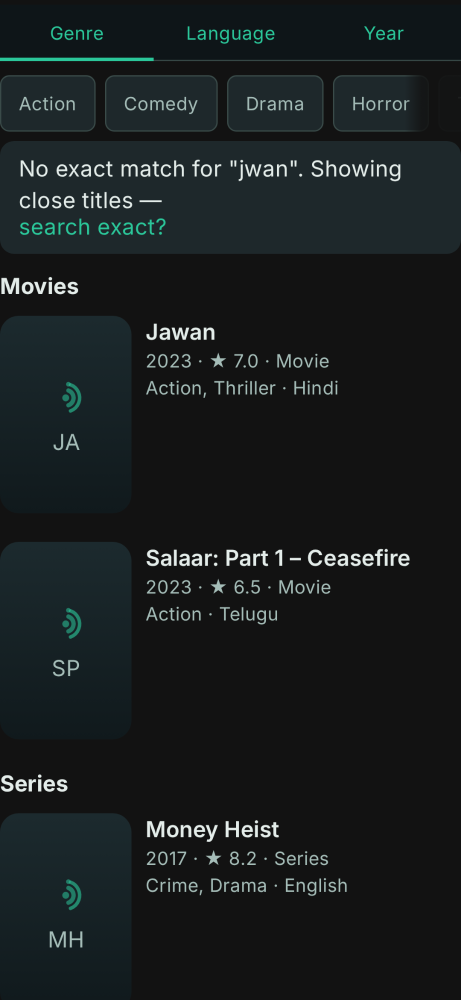 Genre Language Year
Action Comedy Drama Horror
No exact match for "jwan". Showing
close titles —
search exact?
Movies
JA
Jawan
2023 · ★ 7.0 · Movie
Action, Thriller · Hindi
SP
Salaar: Part 1 – Ceasefire
2023 · ★ 6.5 · Movie
Action · Telugu
Series
MH
Money Heist
2017 · ★ 8.2 · Series
Crime, Drama · English